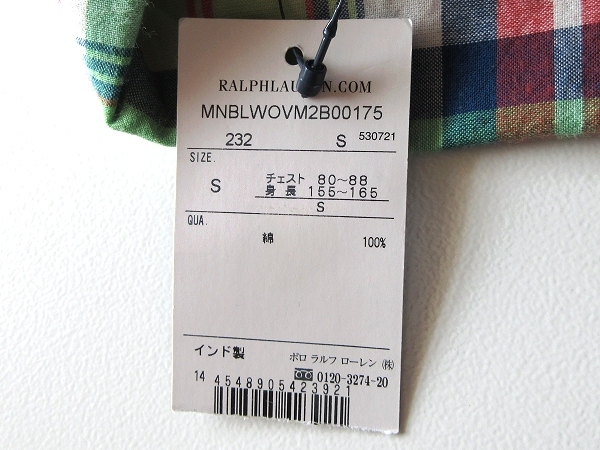 RALPHLAUREN.COM
MNBLWOVM2B00175
232 S 530721
SIZE.
S チェスト 80～88
身長 155～165
S
QUA.
綿 100%
インド製 ポロ ラルフ ローレン ㈱
0120-3274-20
14 4548905423921